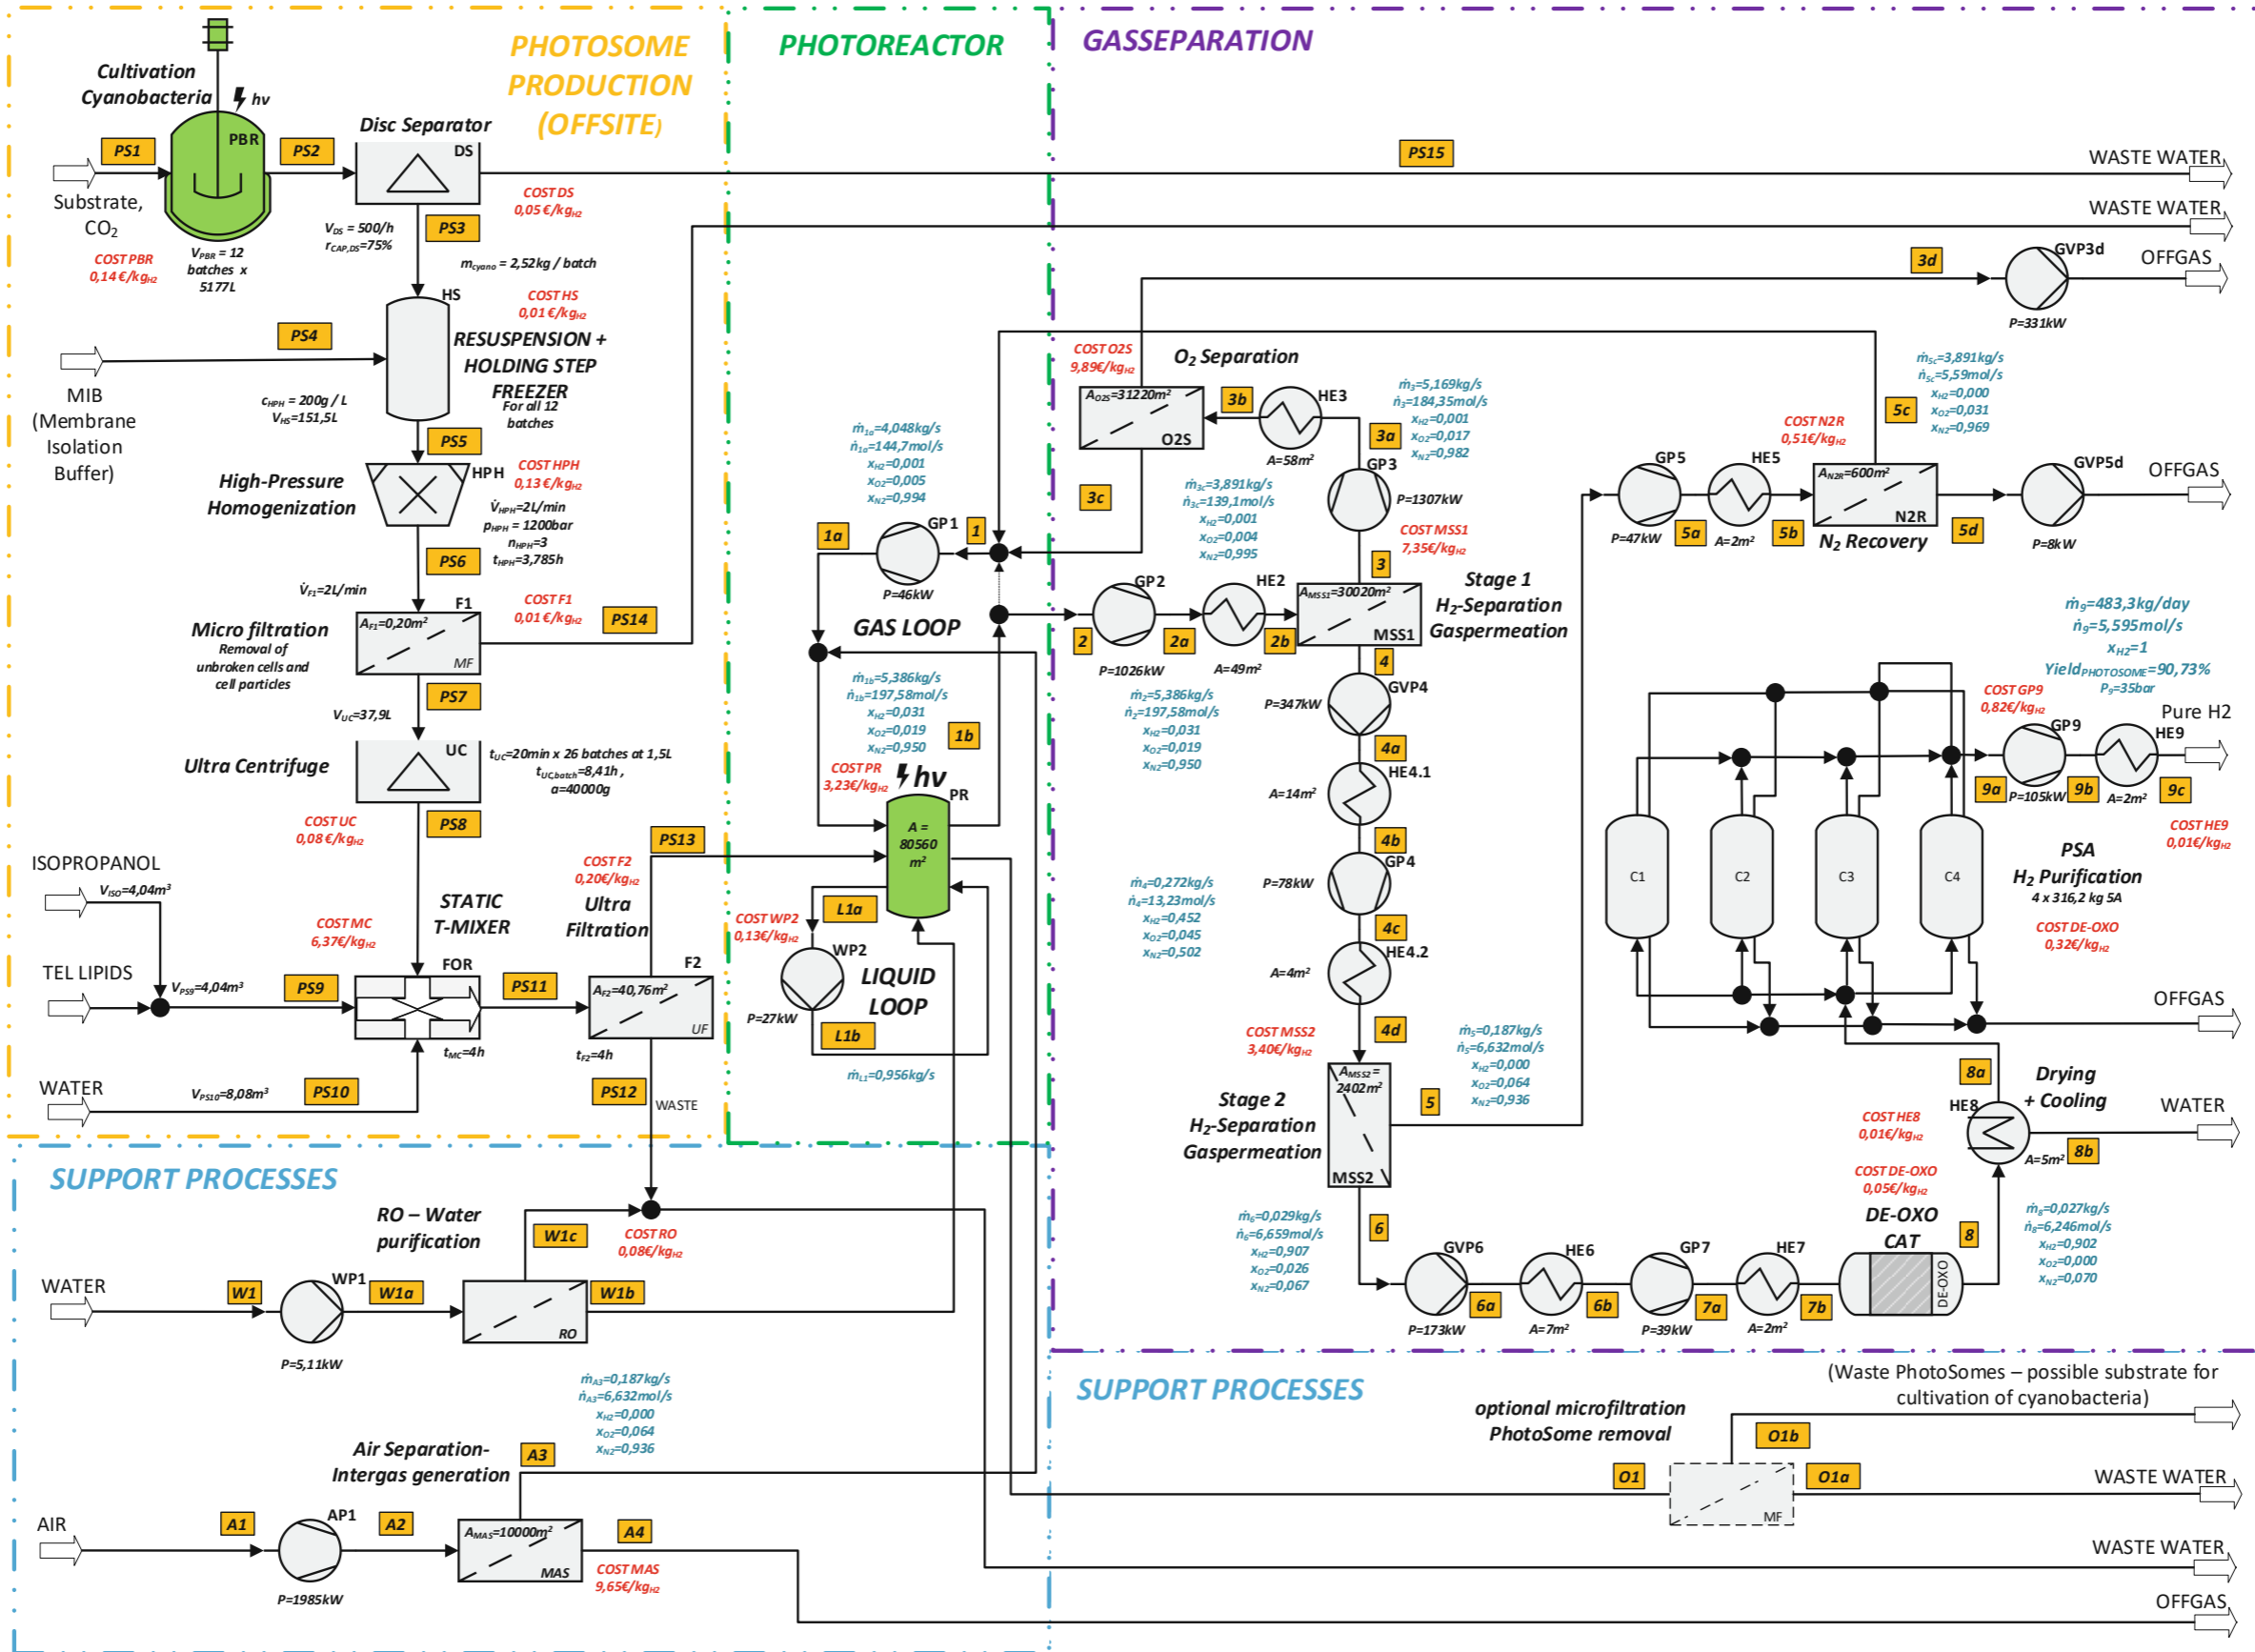 PHOTOSOME
PRODUCTION
(OFFSITE)
Cultivation
Cyanobacteria
hν
PBR
PS1
PS2
Substrate,
CO₂
COST PBR
0,14 €/kgH2
VPBR = 12
batches x
5177L
Disc Separator
DS
COST DS
0,05 €/kgH2
VDS = 500/h
rCAP,DS=75%
PS3
mcyano = 2,52kg / batch
HS
COST HS
0,01 €/kgH2
PS4
MIB
(Membrane
Isolation
Buffer)
RESUSPENSION +
HOLDING STEP
FREEZER
For all 12
batches
cHPH = 200g / L
VHS=151,5L
PS5
High-Pressure
Homogenization
HPH
COST HPH
0,13 €/kgH2
V̇HPH=2L/min
pHPH = 1200bar
nHPH=3
tHPH=3,785h
PS6
V̇F1=2L/min
COST F1
0,01 €/kgH2
F1
AF1=0,20m²
MF
PS14
Micro filtration
Removal of
unbroken cells and
cell particles
PS7
VUC=37,9L
Ultra Centrifuge
UC
tUC=20min x 26 batches at 1,5L
tUC,batch=8,41h ,
a=40000g
COST UC
0,08 €/kgH2
PS8
ISOPROPANOL
VISO=4,04m³
COST MC
6,37€/kgH2
STATIC
T-MIXER
TEL LIPIDS
VPS9=4,04m³
PS9
FOR
PS11
tMC=4h
WATER
VPS10=8,08m³
PS10
COST F2
0,20€/kgH2
PS13
Ultra
Filtration
F2
AF2=40,76m²
UF
tF2=4h
PS12
WASTE
PHOTOREACTOR
ṁ1a=4,048kg/s
ṅ1a=144,7mol/s
xH2=0,001
xO2=0,005
xN2=0,994
1a
GP1
1
P=46kW
GAS LOOP
ṁ1b=5,386kg/s
ṅ1b=197,58mol/s
xH2=0,031
xO2=0,019
xN2=0,950
1b
COST PR
3,23€/kgH2
hν
PR
A =
80560
m²
L1a
COST WP2
0,13€/kgH2
WP2
LIQUID
LOOP
P=27kW
L1b
ṁL1=0,956kg/s
GASSEPARATION
PS15
WASTE WATER
WASTE WATER
3d
GVP3d
OFFGAS
P=331kW
COST O2S
9,89€/kgH2
O₂ Separation
AO2S=31220m²
O2S
3b
HE3
A=58m²
ṁ3=5,169kg/s
ṅ3=184,35mol/s
xH2=0,001
xO2=0,017
xN2=0,982
3a
GP3
P=1307kW
3c
ṁ3c=3,891kg/s
ṅ3c=139,1mol/s
xH2=0,001
xO2=0,004
xN2=0,995
COST MSS1
7,35€/kgH2
3
GP2
HE2
AMSS1=30020m²
MSS1
Stage 1
H₂-Separation
Gaspermeation
2
2a
2b
P=1026kW
A=49m²
ṁ2=5,386kg/s
ṅ2=197,58mol/s
xH2=0,031
xO2=0,019
xN2=0,950
4
GVP4
P=347kW
4a
HE4.1
A=14m²
4b
GP4
P=78kW
ṁ4=0,272kg/s
ṅ4=13,23mol/s
xH2=0,452
xO2=0,045
xN2=0,502
4c
HE4.2
A=4m²
4d
COST MSS2
3,40€/kgH2
AMSS2=
2402m²
MSS2
Stage 2
H₂-Separation
Gaspermeation
ṁ5=0,187kg/s
ṅ5=6,632mol/s
xH2=0,000
xO2=0,064
xN2=0,936
5
ṁ5c=3,891kg/s
ṅ5c=5,59mol/s
xH2=0,000
xO2=0,031
xN2=0,969
5c
COST N2R
0,51€/kgH2
GP5
HE5
AN2R=600m²
N2R
GVP5d
OFFGAS
P=47kW
5a
A=2m²
5b
N₂ Recovery
5d
P=8kW
ṁ9=483,3kg/day
ṅ9=5,595mol/s
xH2=1
YieldPHOTOSOME=90,73%
P9=35bar
COST GP9
0,82€/kgH2
GP9
Pure H2
HE9
9a
P=105kW
9b
A=2m²
9c
COST HE9
0,01€/kgH2
C1
C2
C3
C4
PSA
H₂ Purification
4 x 316,2 kg 5A
COST DE-OXO
0,32€/kgH2
OFFGAS
8a
Drying
+ Cooling
HE8
COST HE8
0,01€/kgH2
WATER
A=5m²
8b
COST DE-OXO
0,05€/kgH2
DE-OXO
CAT
8
ṁ8=0,027kg/s
ṅ8=6,246mol/s
xH2=0,902
xO2=0,000
xN2=0,070
ṁ6=0,029kg/s
ṅ6=6,659mol/s
xH2=0,907
xO2=0,026
xN2=0,067
6
GVP6
HE6
GP7
HE7
DE-OXO
6a
6b
7a
7b
P=173kW
A=7m²
P=39kW
A=2m²
SUPPORT PROCESSES
RO – Water
purification
W1c
COST RO
0,08€/kgH2
WATER
W1
WP1
W1a
RO
W1b
P=5,11kW
ṁA3=0,187kg/s
ṅA3=6,632mol/s
xH2=0,000
xO2=0,064
xN2=0,936
Air Separation-
Intergas generation
A3
AIR
A1
AP1
A2
AMAS=10000m²
MAS
A4
P=1985kW
COST MAS
9,65€/kgH2
SUPPORT PROCESSES
(Waste PhotoSomes – possible substrate for
cultivation of cyanobacteria)
optional microfiltration
PhotoSome removal
O1b
O1
MF
O1a
WASTE WATER
WASTE WATER
OFFGAS